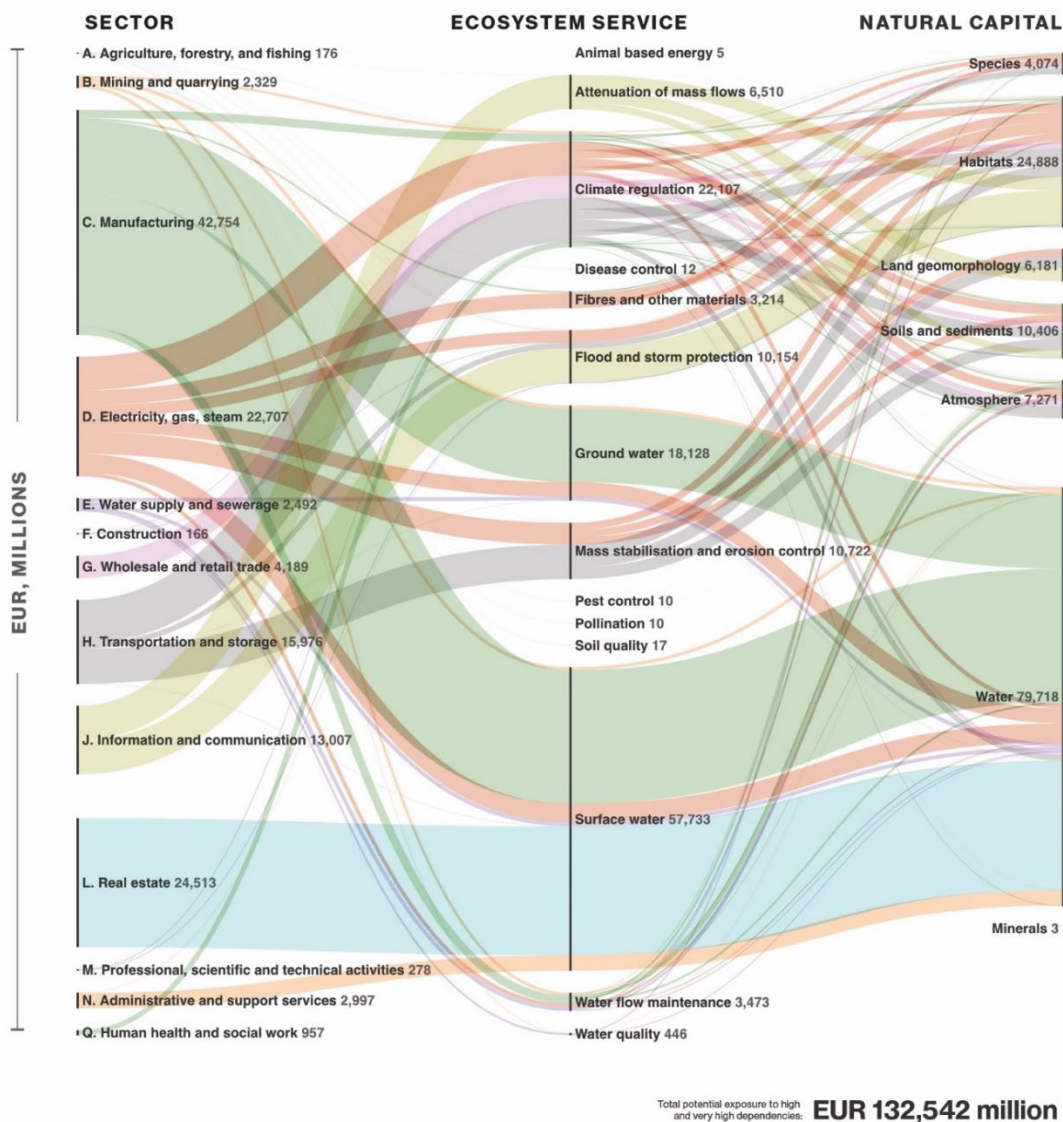 SECTOR
ECOSYSTEM SERVICE
NATURAL CAPITAL
EUR, MILLIONS
A. Agriculture, forestry, and fishing 176
B. Mining and quarrying 2,329
C. Manufacturing 42,754
D. Electricity, gas, steam 22,707
E. Water supply and sewerage 2,492
F. Construction 166
G. Wholesale and retail trade 4,189
H. Transportation and storage 15,976
J. Information and communication 13,007
L. Real estate 24,513
M. Professional, scientific and technical activities 278
N. Administrative and support services 2,997
Q. Human health and social work 957
Animal based energy 5
Attenuation of mass flows 6,510
Climate regulation 22,107
Disease control 12
Fibres and other materials 3,214
Flood and storm protection 10,154
Ground water 18,128
Mass stabilisation and erosion control 10,722
Pest control 10
Pollination 10
Soil quality 17
Surface water 57,733
Water flow maintenance 3,473
Water quality 446
Species 4,074
Habitats 24,888
Land geomorphology 6,181
Soils and sediments 10,406
Atmosphere 7,271
Water 79,718
Minerals 3
Total potential exposure to high
and very high dependencies:
EUR 132,542 million